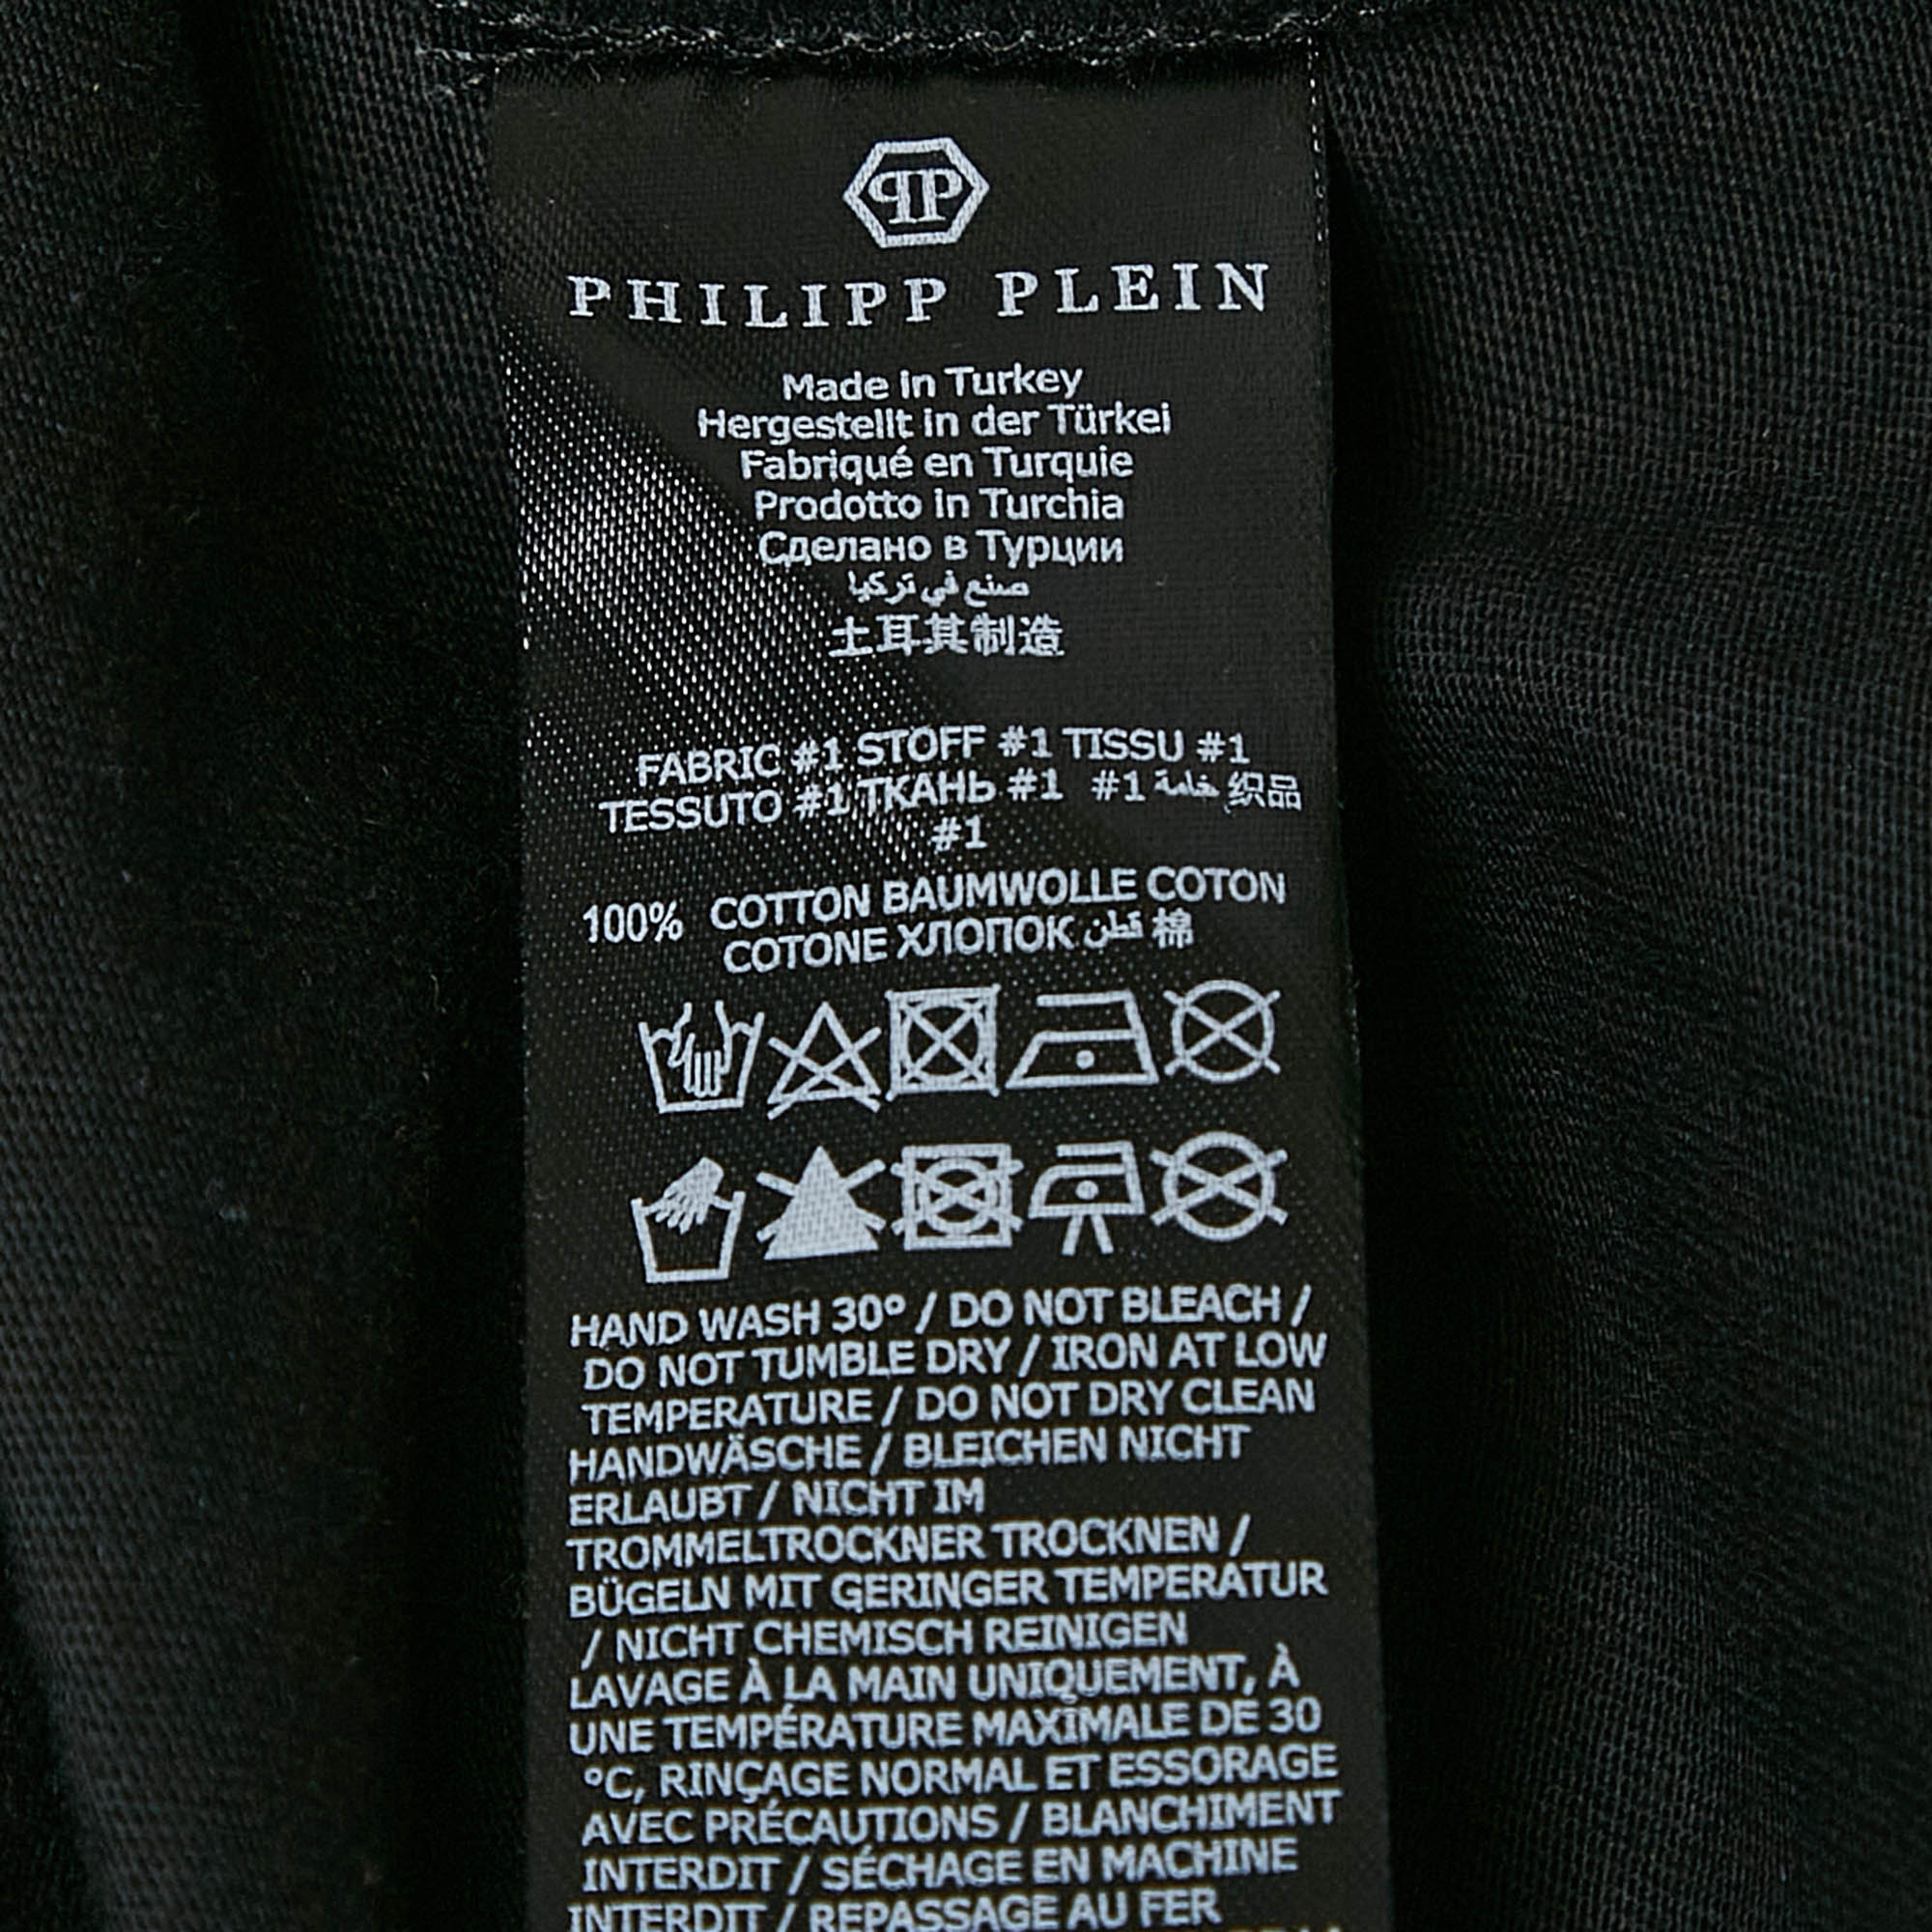 PHILIPP PLEIN
Made in Turkey
Hergestellt in der Türkei
Fabriqué en Turquie
Prodotto in Turchia
Сделано в Турции
صنع في تركيا
土耳其制造
FABRIC #1 STOFF #1 TISSU #1
TESSUTO #1 ТКАНЬ #1 #1 خامة 织品
#1
100% COTTON BAUMWOLLE COTON
COTONE ХЛОПОК قطن 棉
HAND WASH 30º / DO NOT BLEACH /
DO NOT TUMBLE DRY / IRON AT LOW
TEMPERATURE / DO NOT DRY CLEAN
HANDWÄSCHE / BLEICHEN NICHT
ERLAUBT / NICHT IM
TROMMELTROCKNER TROCKNEN /
BÜGELN MIT GERINGER TEMPERATUR
/ NICHT CHEMISCH REINIGEN
LAVAGE À LA MAIN UNIQUEMENT, À
UNE TEMPÉRATURE MAXIMALE DE 30
ºC, RINÇAGE NORMAL ET ESSORAGE
AVEC PRÉCAUTIONS / BLANCHIMENT
INTERDIT / SÉCHAGE EN MACHINE
INTERDIT / REPASSAGE AU FER